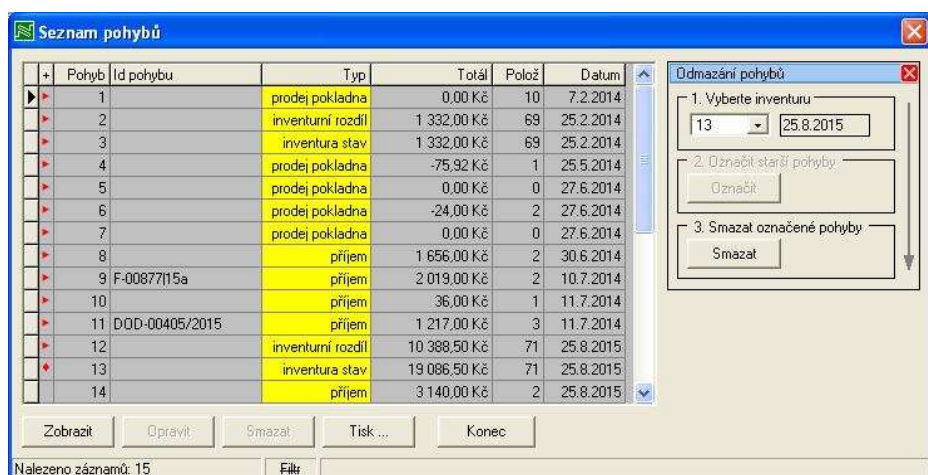 Seznam pohybů
+ Pohyb Id pohybu Typ Totál Polož Datum
1 prodej pokladna 0,00 Kč 10 7.2.2014
2 inventurní rozdíl 1 332,00 Kč 69 25.2.2014
3 inventura stav 1 332,00 Kč 69 25.2.2014
4 prodej pokladna -75,92 Kč 1 25.5.2014
5 prodej pokladna 0,00 Kč 0 27.6.2014
6 prodej pokladna -24,00 Kč 2 27.6.2014
7 prodej pokladna 0,00 Kč 0 27.6.2014
8 příjem 1 656,00 Kč 2 30.6.2014
9 F-00877|15a příjem 2 019,00 Kč 2 10.7.2014
10 příjem 36,00 Kč 1 11.7.2014
11 DOD-00405/2015 příjem 1 217,00 Kč 3 11.7.2014
12 inventurní rozdíl 10 388,50 Kč 71 25.8.2015
13 inventura stav 19 086,50 Kč 71 25.8.2015
14 příjem 3 140,00 Kč 2 25.8.2015
Odmazání pohybů
1. Vyberte inventuru
13 25.8.2015
2. Označit starší pohyby
Označit
3. Smazat označené pohyby
Smazat
Zobrazit Opravit Smazat Tisk ... Konec
Nalezeno záznamů: 15 Filtr